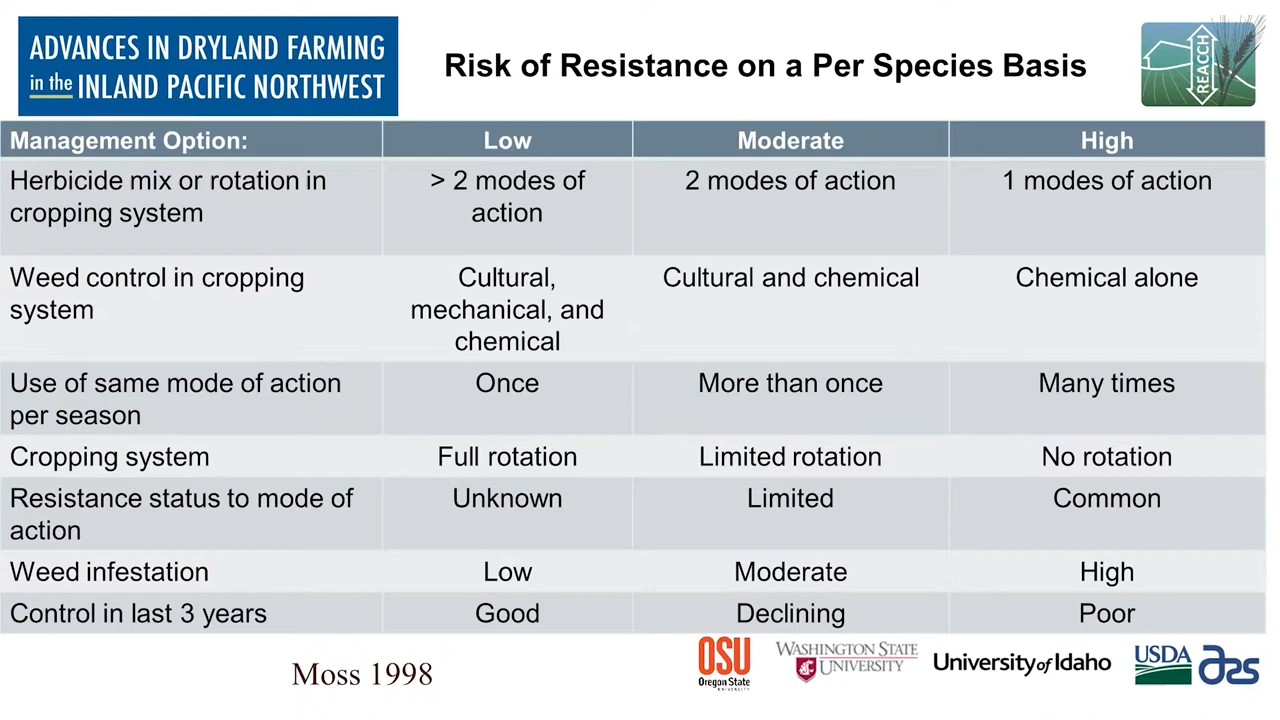 ADVANCES IN DRYLAND FARMING
in the INLAND PACIFIC NORTHWEST
Risk of Resistance on a Per Species Basis
REACCH
Management Option:
Low
Moderate
High
Herbicide mix or rotation in
cropping system
> 2 modes of
action
2 modes of action
1 modes of action
Weed control in cropping
system
Cultural,
mechanical, and
chemical
Cultural and chemical
Chemical alone
Use of same mode of action
per season
Once
More than once
Many times
Cropping system
Full rotation
Limited rotation
No rotation
Resistance status to mode of
action
Unknown
Limited
Common
Weed infestation
Low
Moderate
High
Control in last 3 years
Good
Declining
Poor
Moss 1998
OSU
Oregon State
UNIVERSITY
WASHINGTON STATE
UNIVERSITY
University of Idaho
USDA
ars